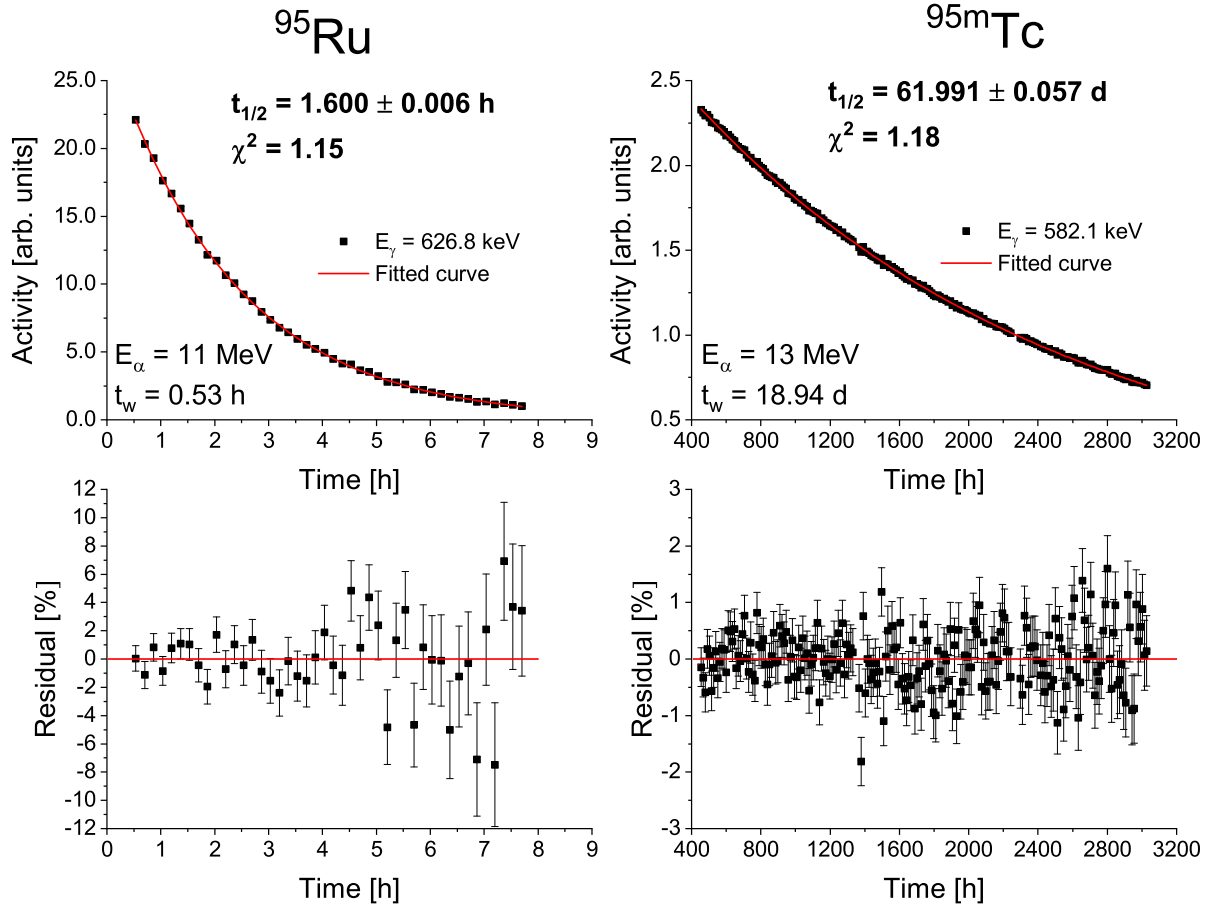 95Ru
95mTc
25.0
20.0
15.0
10.0
5.0
0.0
Activity [arb. units]
t1/2 = 1.600 ± 0.006 h
χ2 = 1.15
Eγ = 626.8 keV
Fitted curve
Eα = 11 MeV
tw = 0.53 h
0 1 2 3 4 5 6 7 8 9
Time [h]
2.5
2.0
1.5
1.0
0.5
Activity [arb. units]
t1/2 = 61.991 ± 0.057 d
χ2 = 1.18
Eγ = 582.1 keV
Fitted curve
Eα = 13 MeV
tw = 18.94 d
400 800 1200 1600 2000 2400 2800 3200
Time [h]
12
10
8
6
4
2
0
-2
-4
-6
-8
-10
-12
Residual [%]
0 1 2 3 4 5 6 7 8 9
Time [h]
3
2
1
0
-1
-2
-3
Residual [%]
400 800 1200 1600 2000 2400 2800 3200
Time [h]